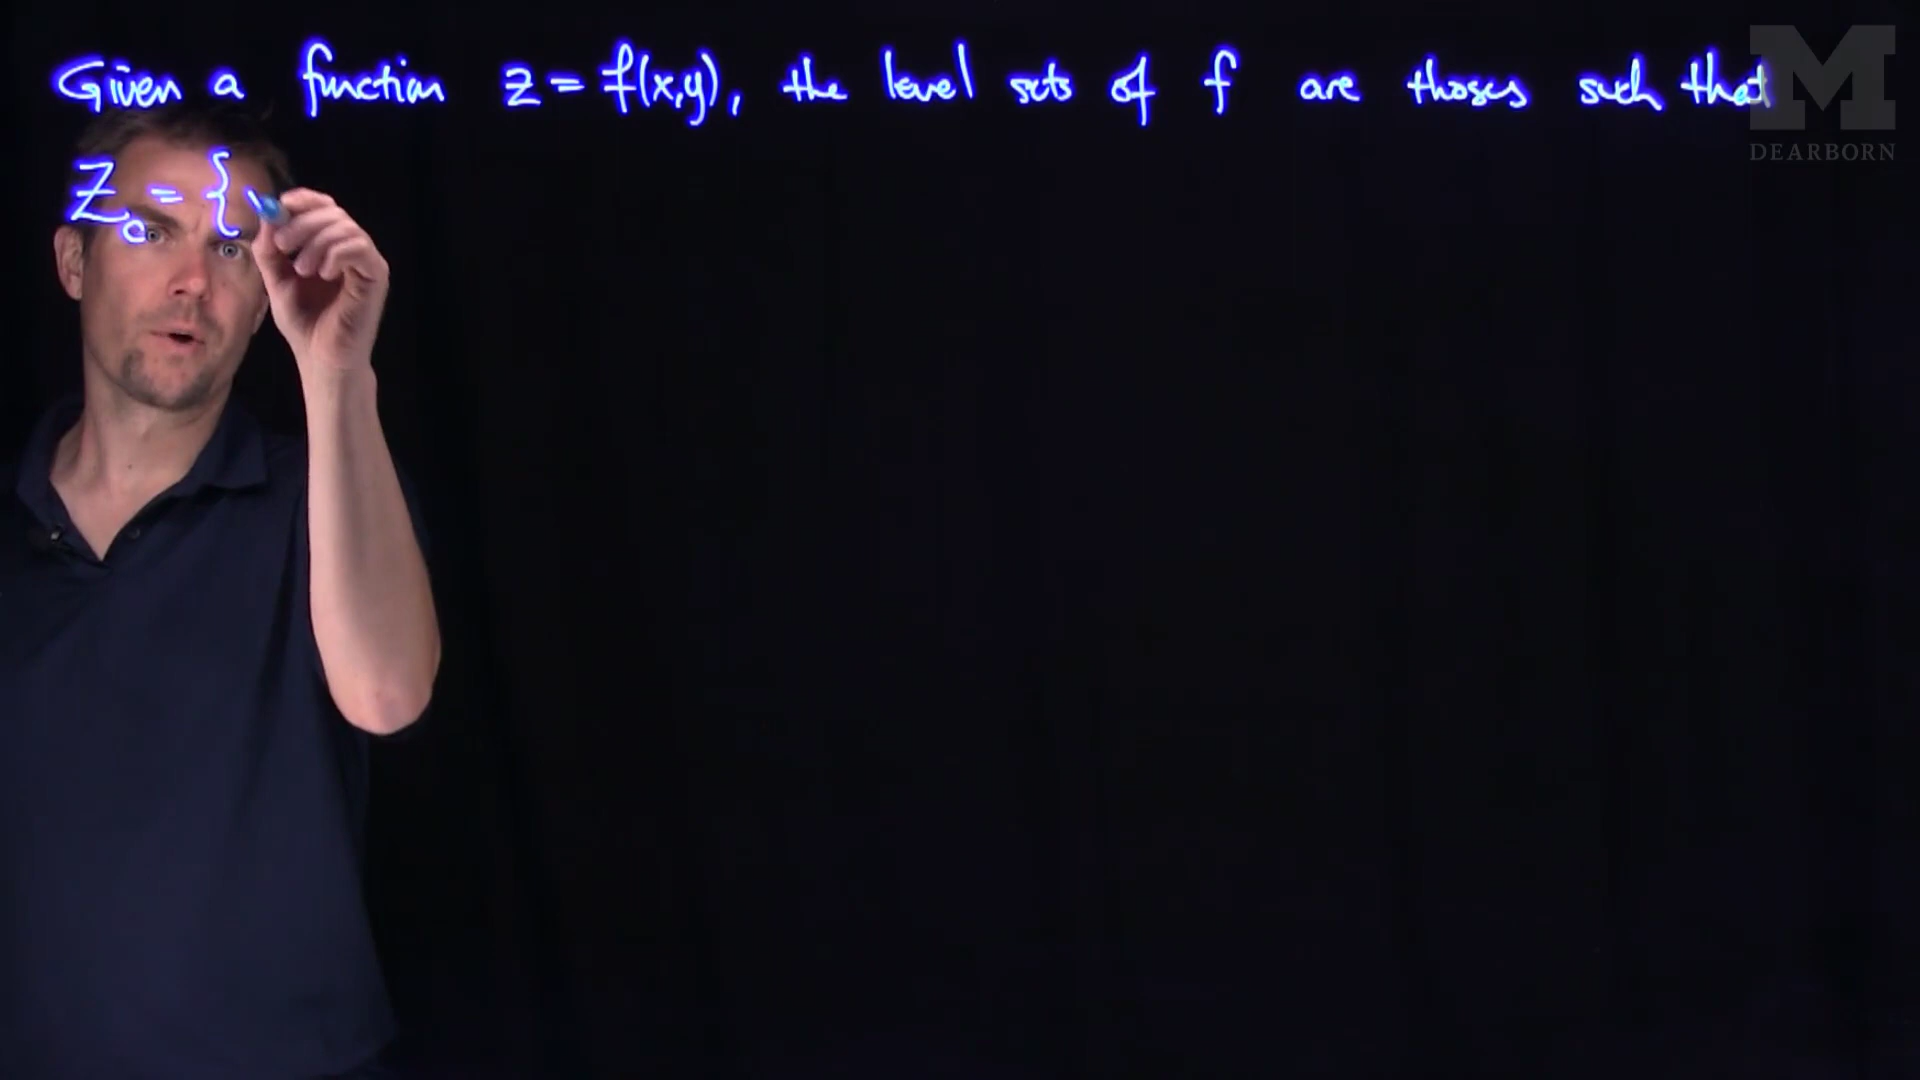 Given a function z = f(x,y), the level sets of f are thoses such that
Z_c = {
M
DEARBORN